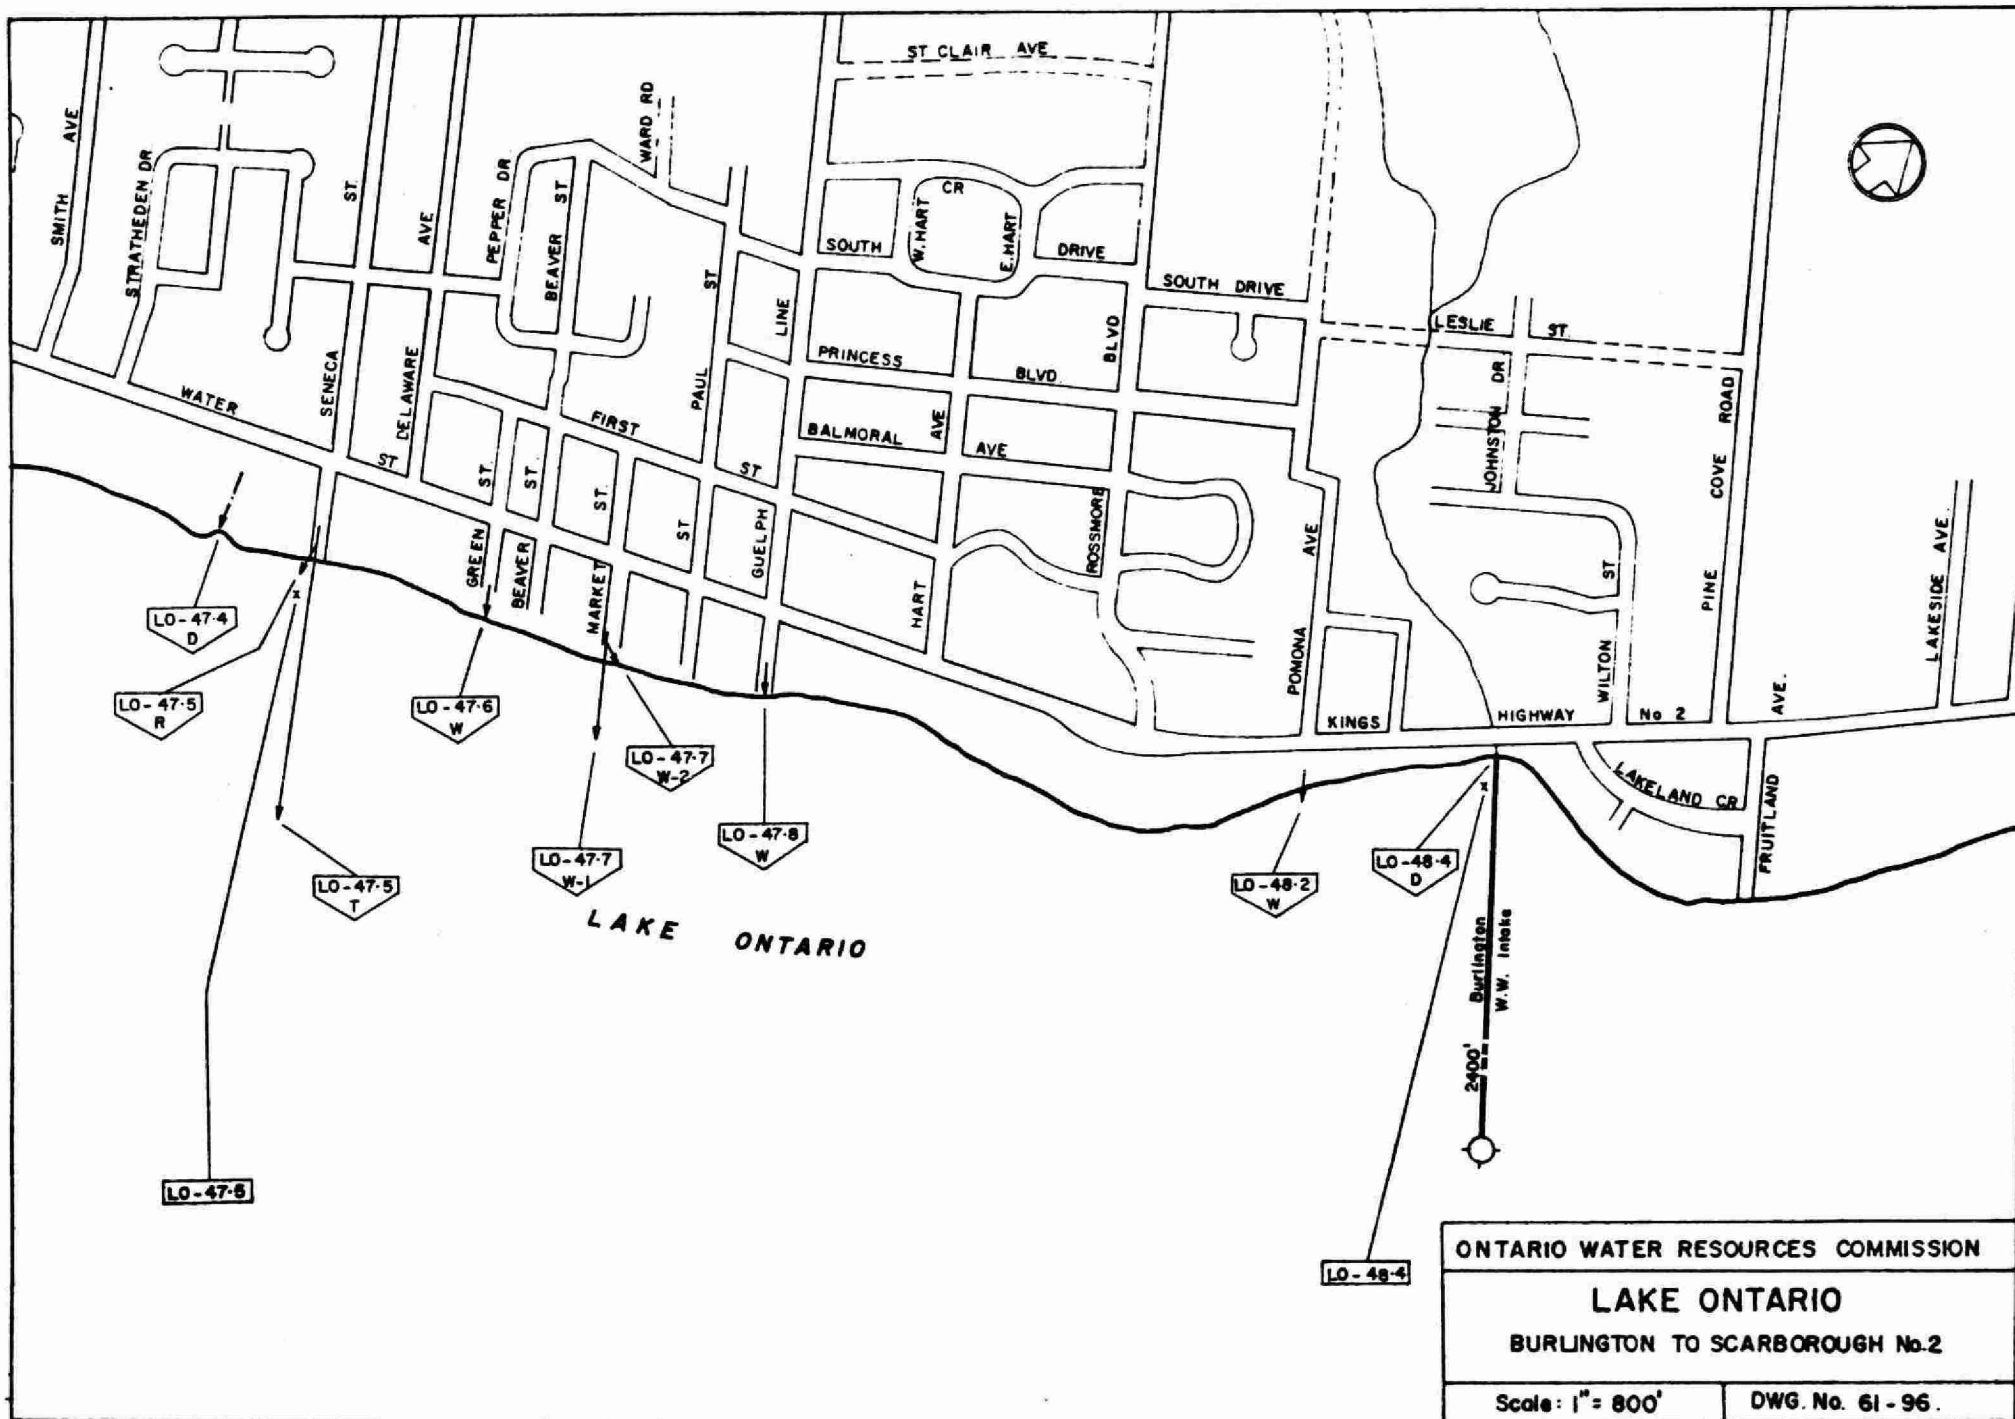 ST CLAIR AVE
SMITH AVE
STRATHEDEN DR
SENECA ST.
DELAWARE AVE
PEPPER DR
BEAVER ST
WARD RD
PAUL ST
GUELPH LINE
SOUTH DRIVE
W. HART
CR
E. HART
SOUTH DRIVE
LESLIE ST.
PRINCESS BLVD.
BALMORAL AVE
HART AVE
ROSSMORE BLVD
POMONA AVE
JOHNSTON DR
PINE COVE ROAD
LAKESIDE AVE.
WILTON ST
WATER ST
FIRST ST
GREEN ST.
BEAVER ST.
MARKET ST.
ST
KINGS HIGHWAY No 2
LAKELAND CR
FRUITLAND AVE.
LO-47·4
D
LO-47·5
R
LO-47·5
T
LO-47·6
W
LO-47·7
W-1
LO-47·7
W-2
LO-47·8
W
LO-48·2
W
LO-48·4
D
LAKE ONTARIO
Burlington
W.W. Intake
2400'
LO-47·5
LO-48·4
ONTARIO WATER RESOURCES COMMISSION
LAKE ONTARIO
BURLINGTON TO SCARBOROUGH No.2
Scale: 1"= 800'
DWG. No. 61-96.